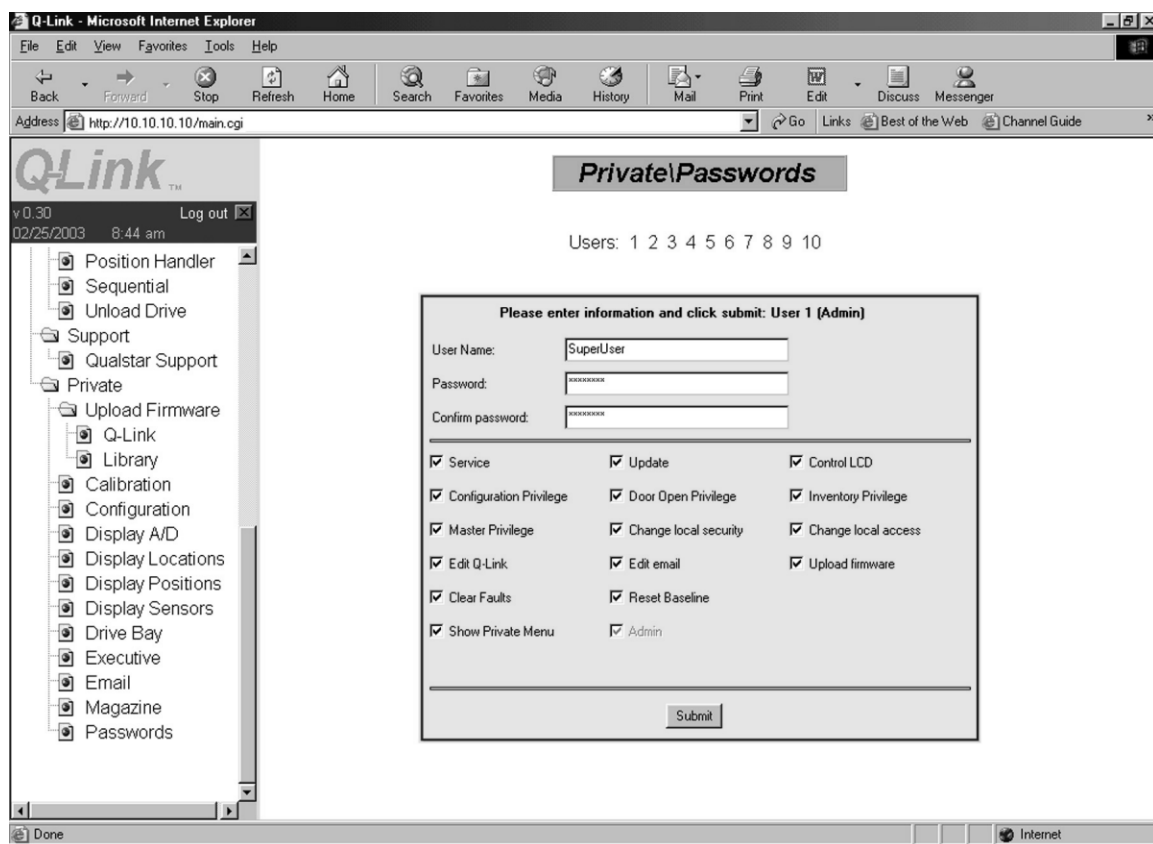 Q-Link - Microsoft Internet Explorer
File Edit View Favorites Tools Help
Back Forward Stop Refresh Home Search Favorites Media History Mail Print Edit Discuss Messenger
Address http://10.10.10.10/main.cgi Go Links Best of the Web Channel Guide »
Q-Link TM
v 0.30 Log out
02/25/2003 8:44 am
Position Handler
Sequential
Unload Drive
Support
Qualstar Support
Private
Upload Firmware
Q-Link
Library
Calibration
Configuration
Display A/D
Display Locations
Display Positions
Display Sensors
Drive Bay
Executive
Email
Magazine
Passwords
Private\Passwords
Users: 1 2 3 4 5 6 7 8 9 10
Please enter information and click submit: User 1 (Admin)
User Name: SuperUser
Password: ********
Confirm password: ********
Service Update Control LCD
Configuration Privilege Door Open Privilege Inventory Privilege
Master Privilege Change local security Change local access
Edit Q-Link Edit email Upload firmware
Clear Faults Reset Baseline
Show Private Menu Admin
Submit
Done Internet